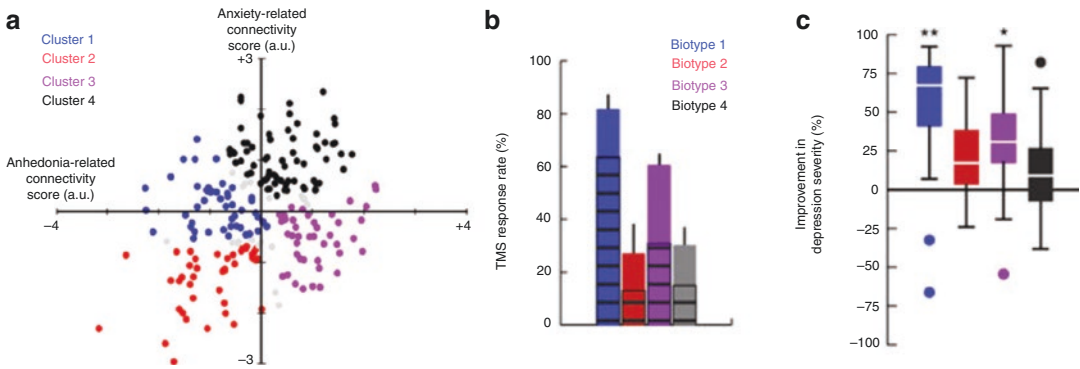 a
Cluster 1
Cluster 2
Cluster 3
Cluster 4
Anxiety-related
connectivity
score (a.u.)
+3
Anhedonia-related
connectivity
score (a.u.)
−4
+4
−3
b
Biotype 1
Biotype 2
Biotype 3
Biotype 4
TMS response rate (%)
100
80
60
40
20
0
c
Improvement in
depression severity (%)
100
75
50
25
0
−25
−50
−75
−100
**
*